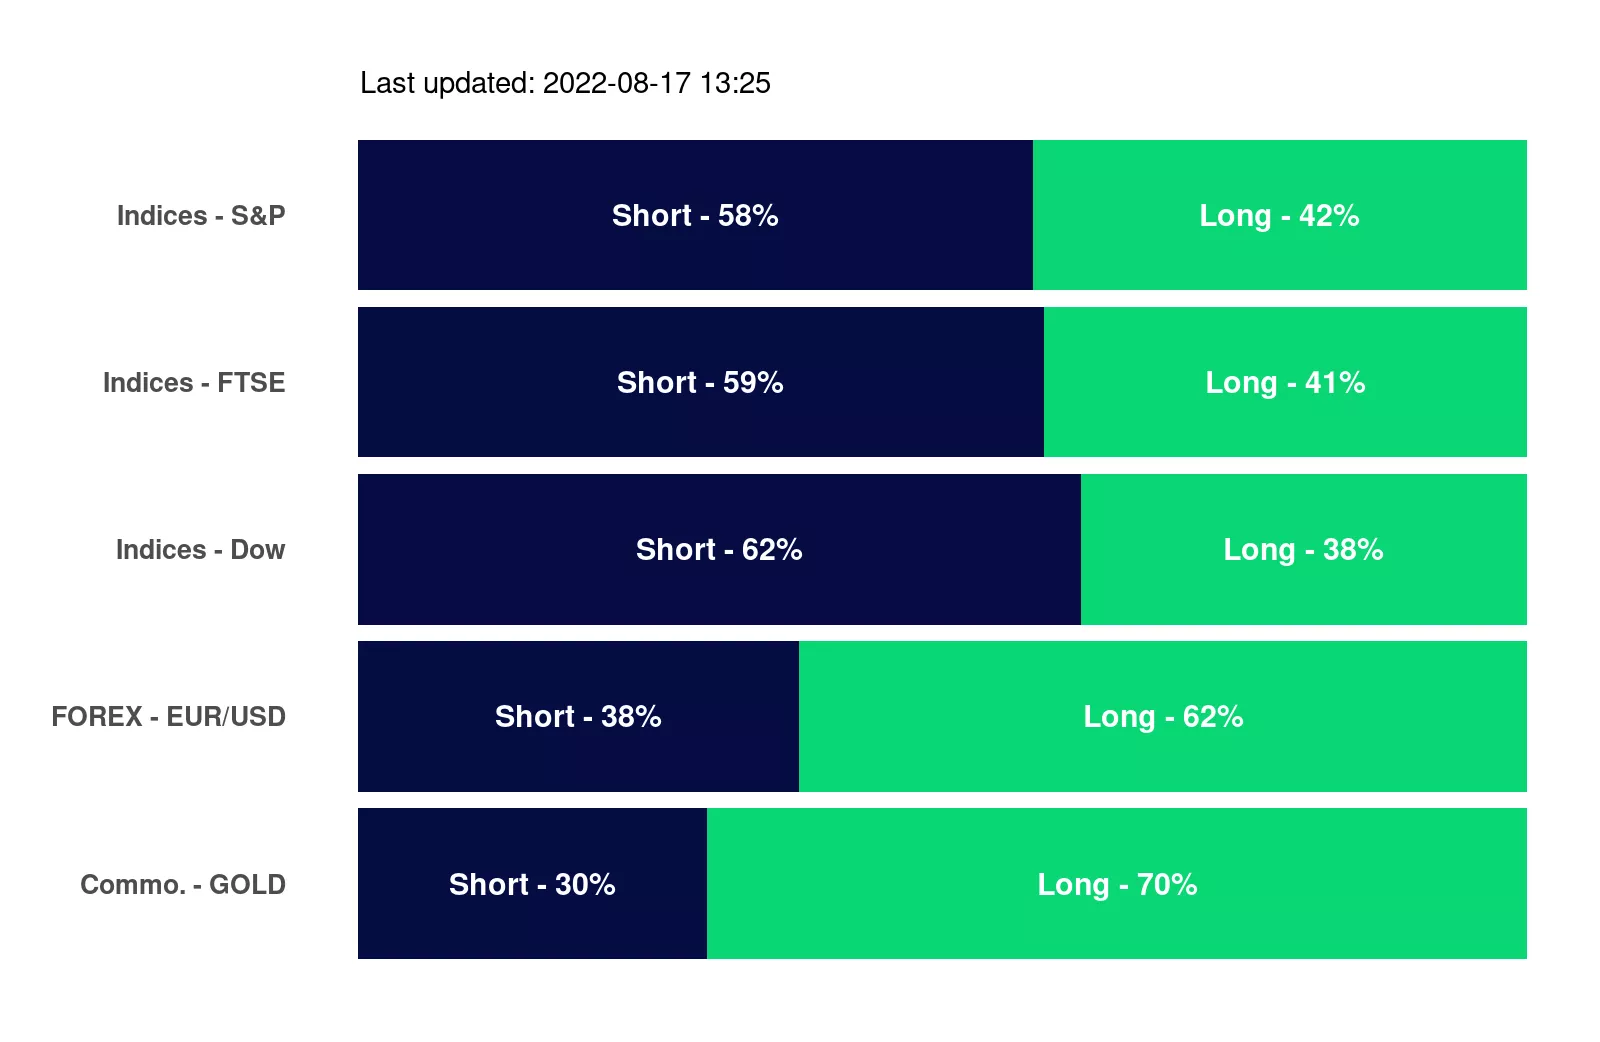 Last updated: 2022-08-17 13:25
Indices - S&P Short - 58% Long - 42%
Indices - FTSE Short - 59% Long - 41%
Indices - Dow Short - 62% Long - 38%
FOREX - EUR/USD Short - 38% Long - 62%
Commo. - GOLD Short - 30% Long - 70%